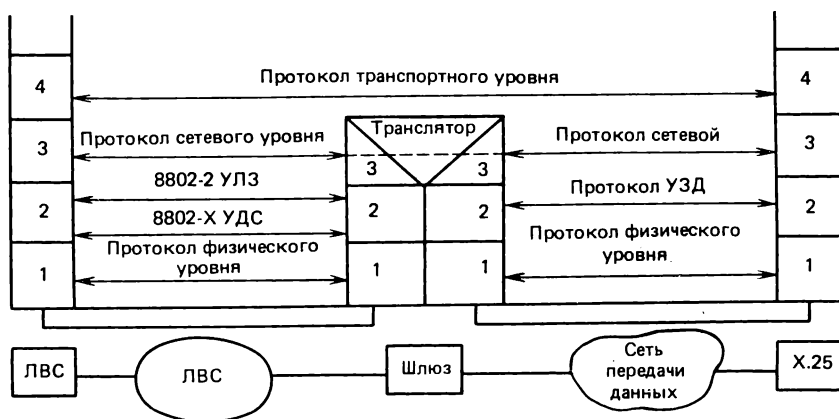 4
Протокол транспортного уровня
4
Протокол сетевого уровня
Транслятор
Протокол сетевой
3
3
3
3
8802-2 УЛЗ
Протокол УЗД
2
8802-X УДС
2
2
2
Протокол физического
уровня
Протокол физического
уровня
1
1
1
1
ЛВС
ЛВС
Шлюз
Сеть
передачи
данных
X.25